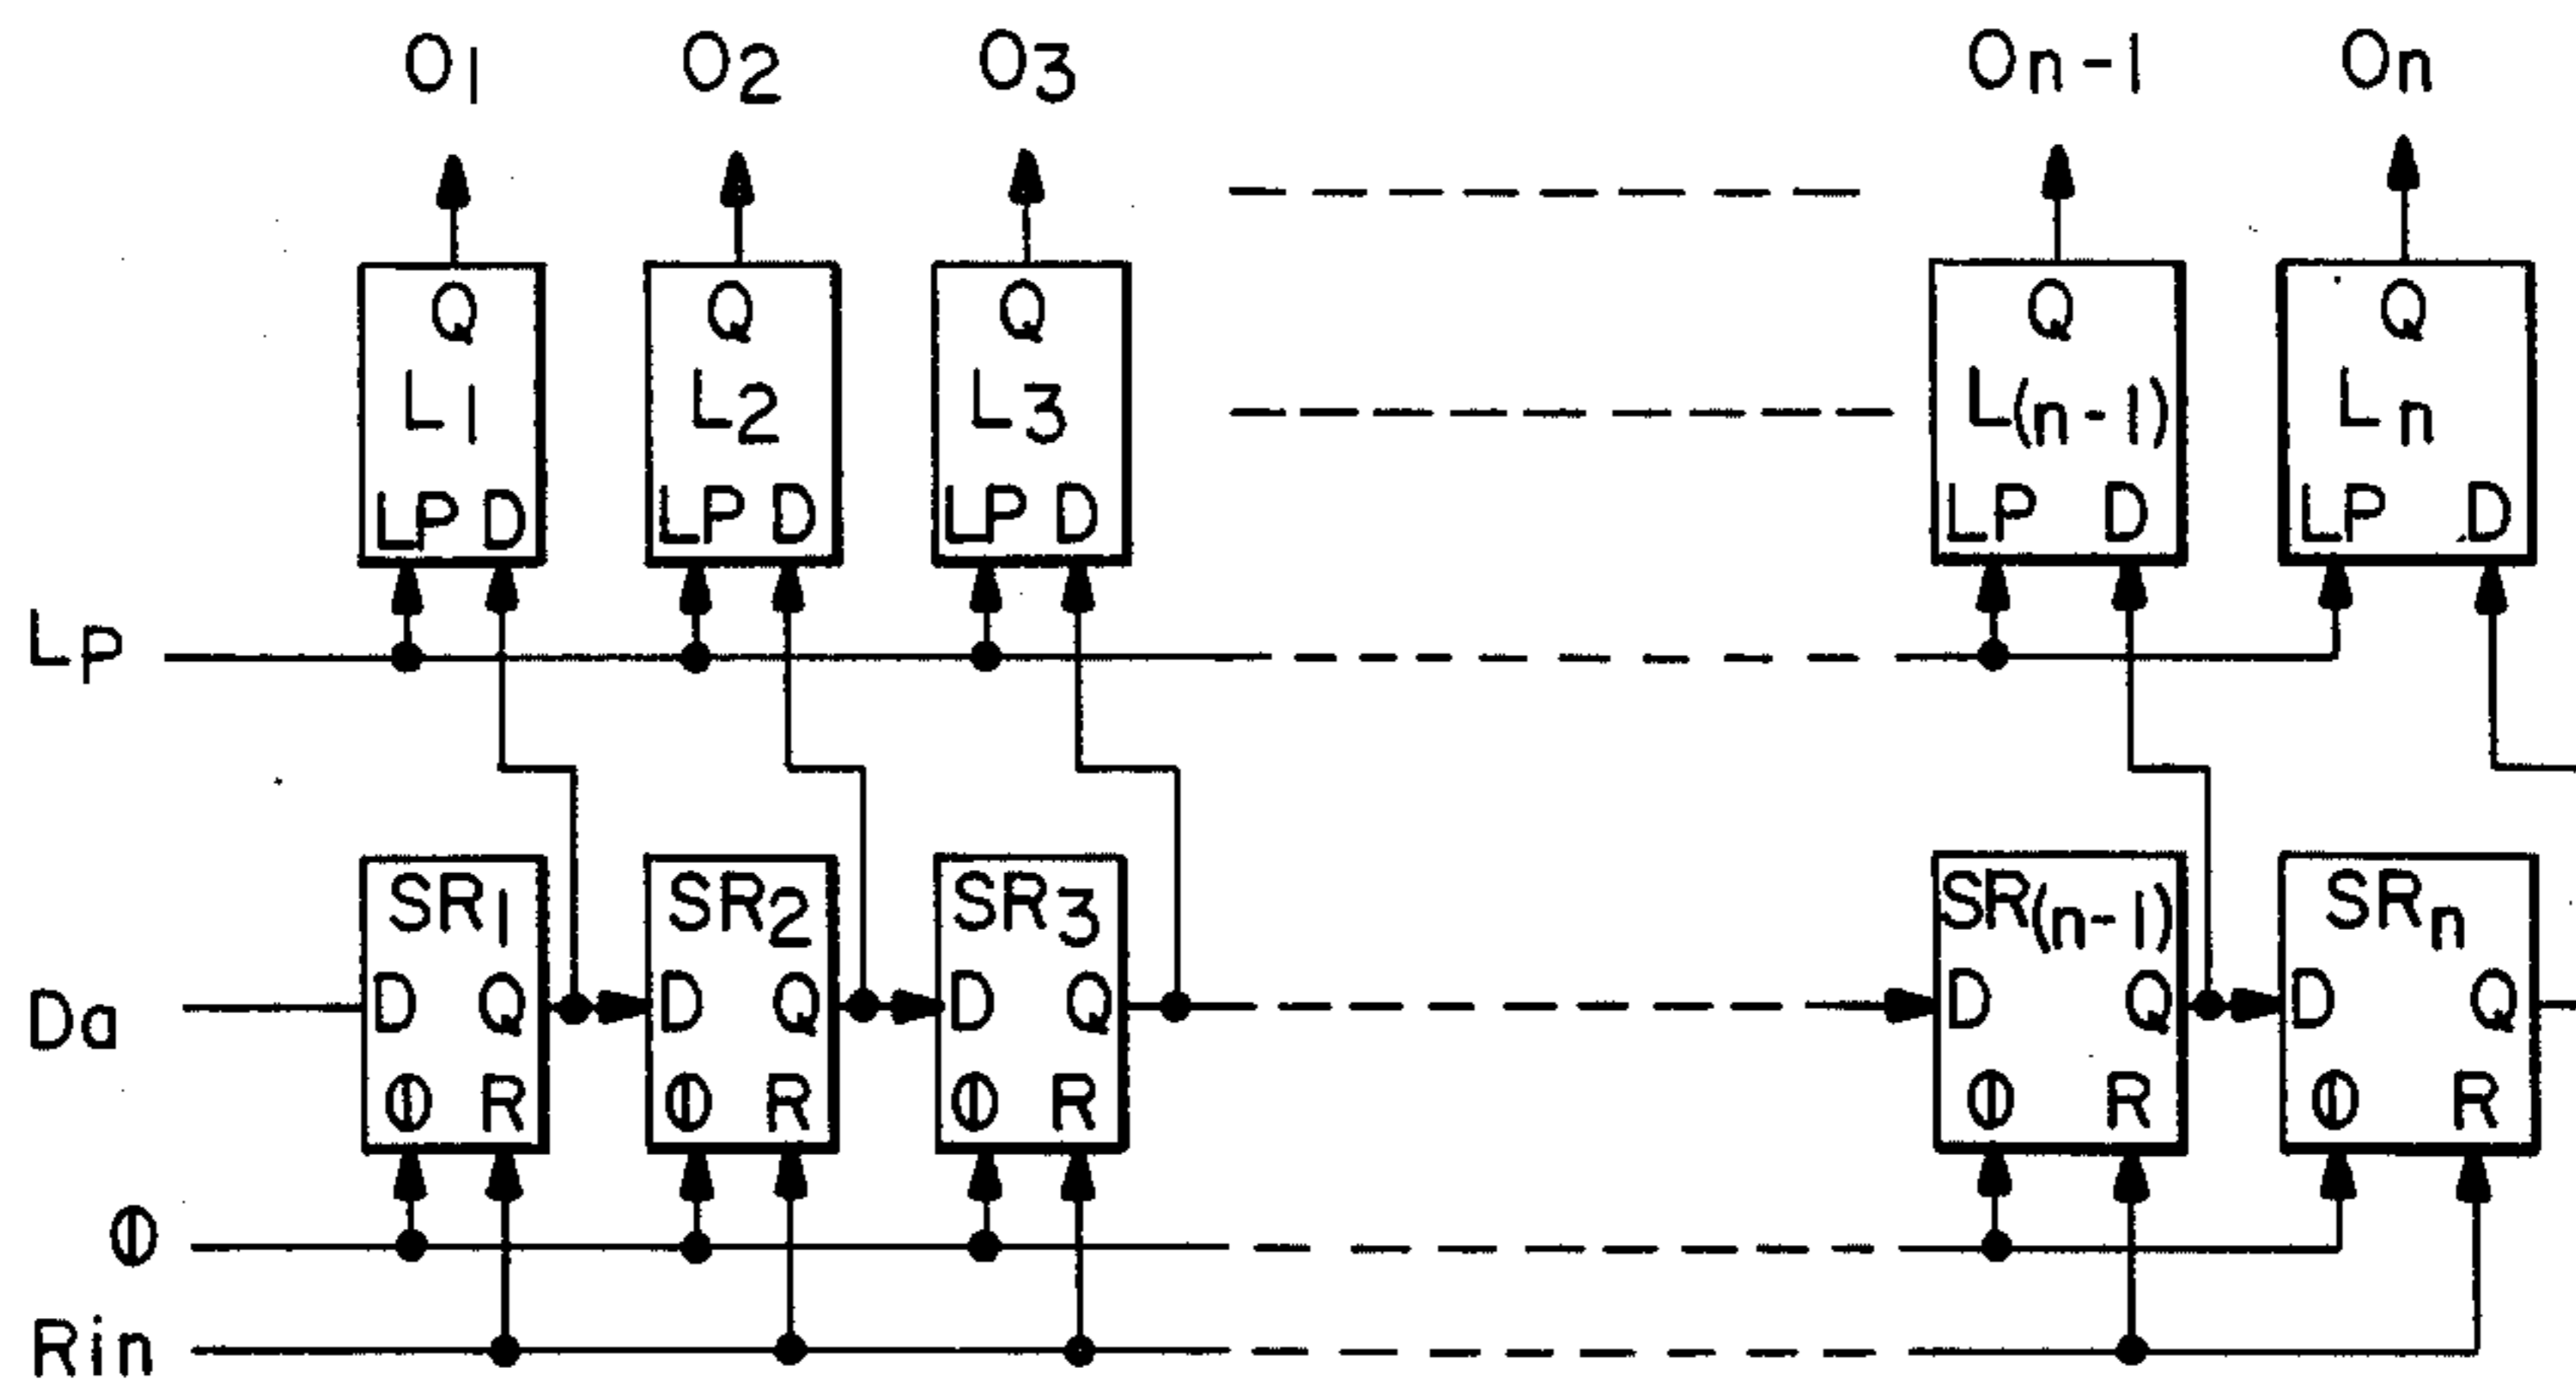 O1 O2 O3 On-1 On
Q Q Q Q Q
L1 L2 L3 L(n-1) Ln
LP D LP D LP D LP D LP D
LP
SR1 SR2 SR3 SR(n-1) SRn
Da D Q D Q D Q D Q D Q
Φ R Φ R Φ R Φ R Φ R
Φ
Rin